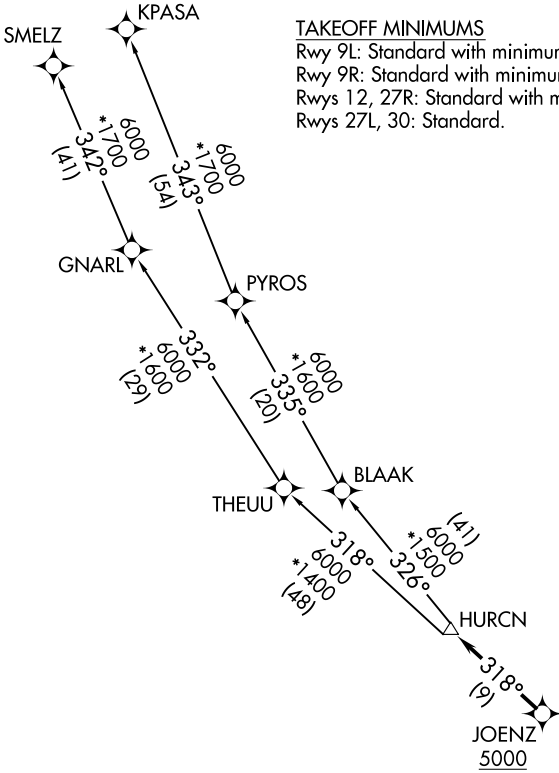 KPASA
SMELZ
TAKEOFF MINIMUMS
Rwy 9L: Standard with minimum
Rwy 9R: Standard with minimum
Rwys 12, 27R: Standard with m
Rwys 27L, 30: Standard.
6000
*1700
342°
(41)
6000
*1700
343°
(54)
GNARL
PYROS
332°
6000
*1600
(29)
6000
*1600
335°
(20)
BLAAK
THEUU
318°
6000
*1400
(48)
(41)
6000
*1500
326°
HURCN
318°
(9)
JOENZ
5000